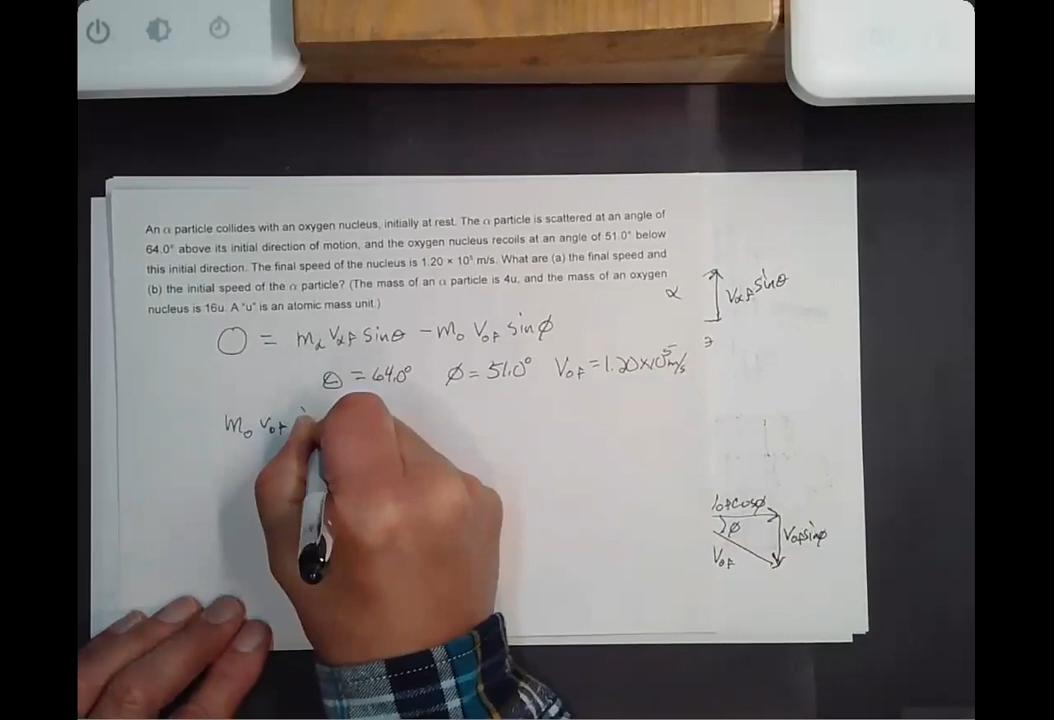 An α particle collides with an oxygen nucleus, initially at rest. The α particle is scattered at an angle of
64.0° above its initial direction of motion, and the oxygen nucleus recoils at an angle of 51.0° below
this initial direction. The final speed of the nucleus is 1.20 × 10⁵ m/s. What are (a) the final speed and
(b) the initial speed of the α particle? (The mass of an α particle is 4u, and the mass of an oxygen
nucleus is 16u. A "u" is an atomic mass unit.)
0 = mα Vαf sinθ − mo Vof sinφ
θ = 64.0° φ = 51.0° Vof = 1.20×10⁵ m/s
mo Vof
α
Vαf sinθ
Vof sinφ
φ
Vof